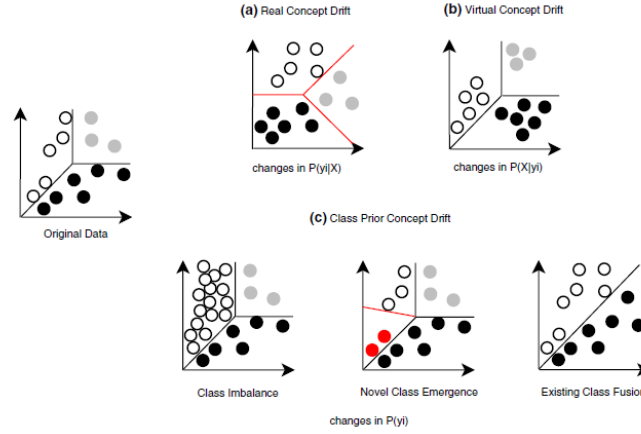 (a) Real Concept Drift
(b) Virtual Concept Drift
changes in P(yi|X)
changes in P(X|yi)
Original Data
(c) Class Prior Concept Drift
Class Imbalance
Novel Class Emergence
Existing Class Fusion
changes in P(yi)